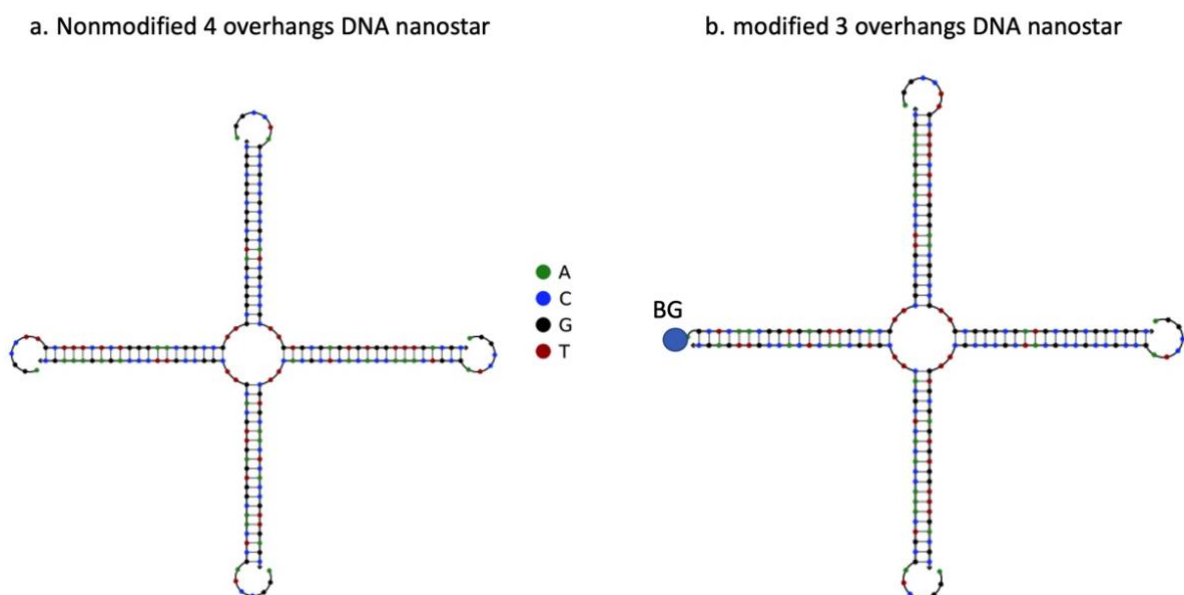 a. Nonmodified 4 overhangs DNA nanostar
b. modified 3 overhangs DNA nanostar
A
C
G
T
BG